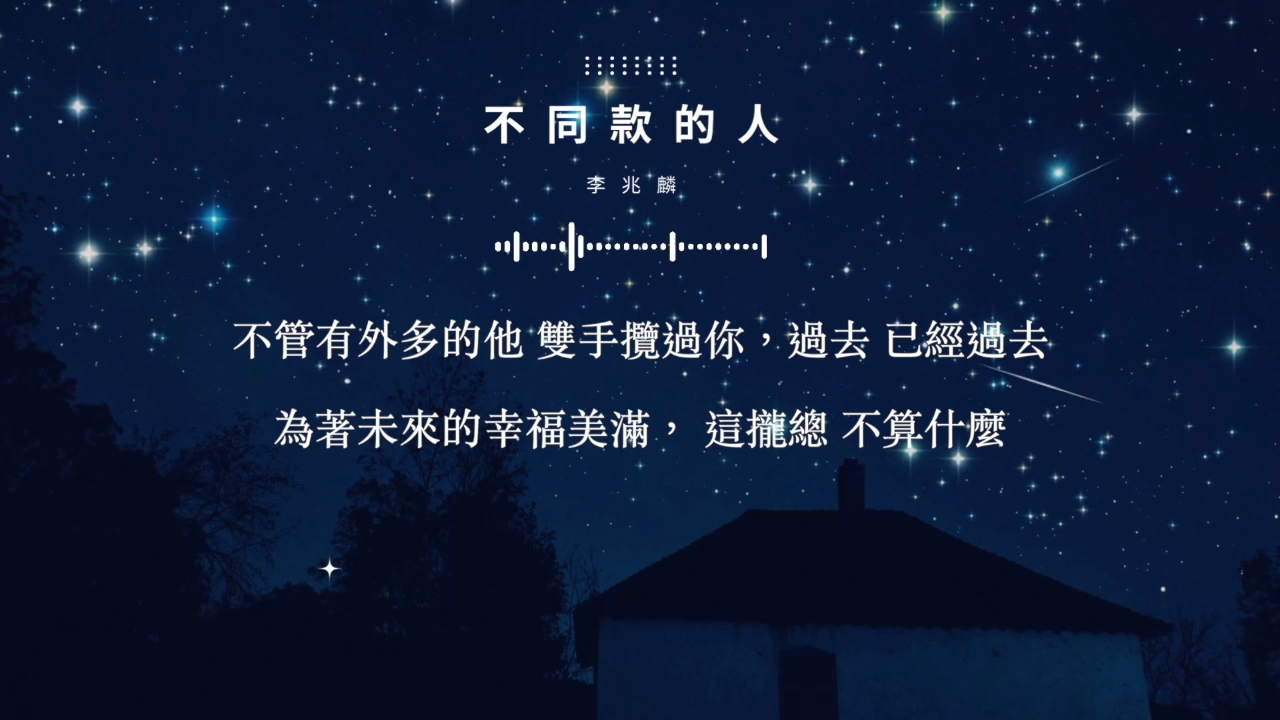 不同款的人
李兆麟
不管有外多的他 雙手攬過你，過去 已經過去
為著未來的幸福美滿， 這攏總 不算什麼